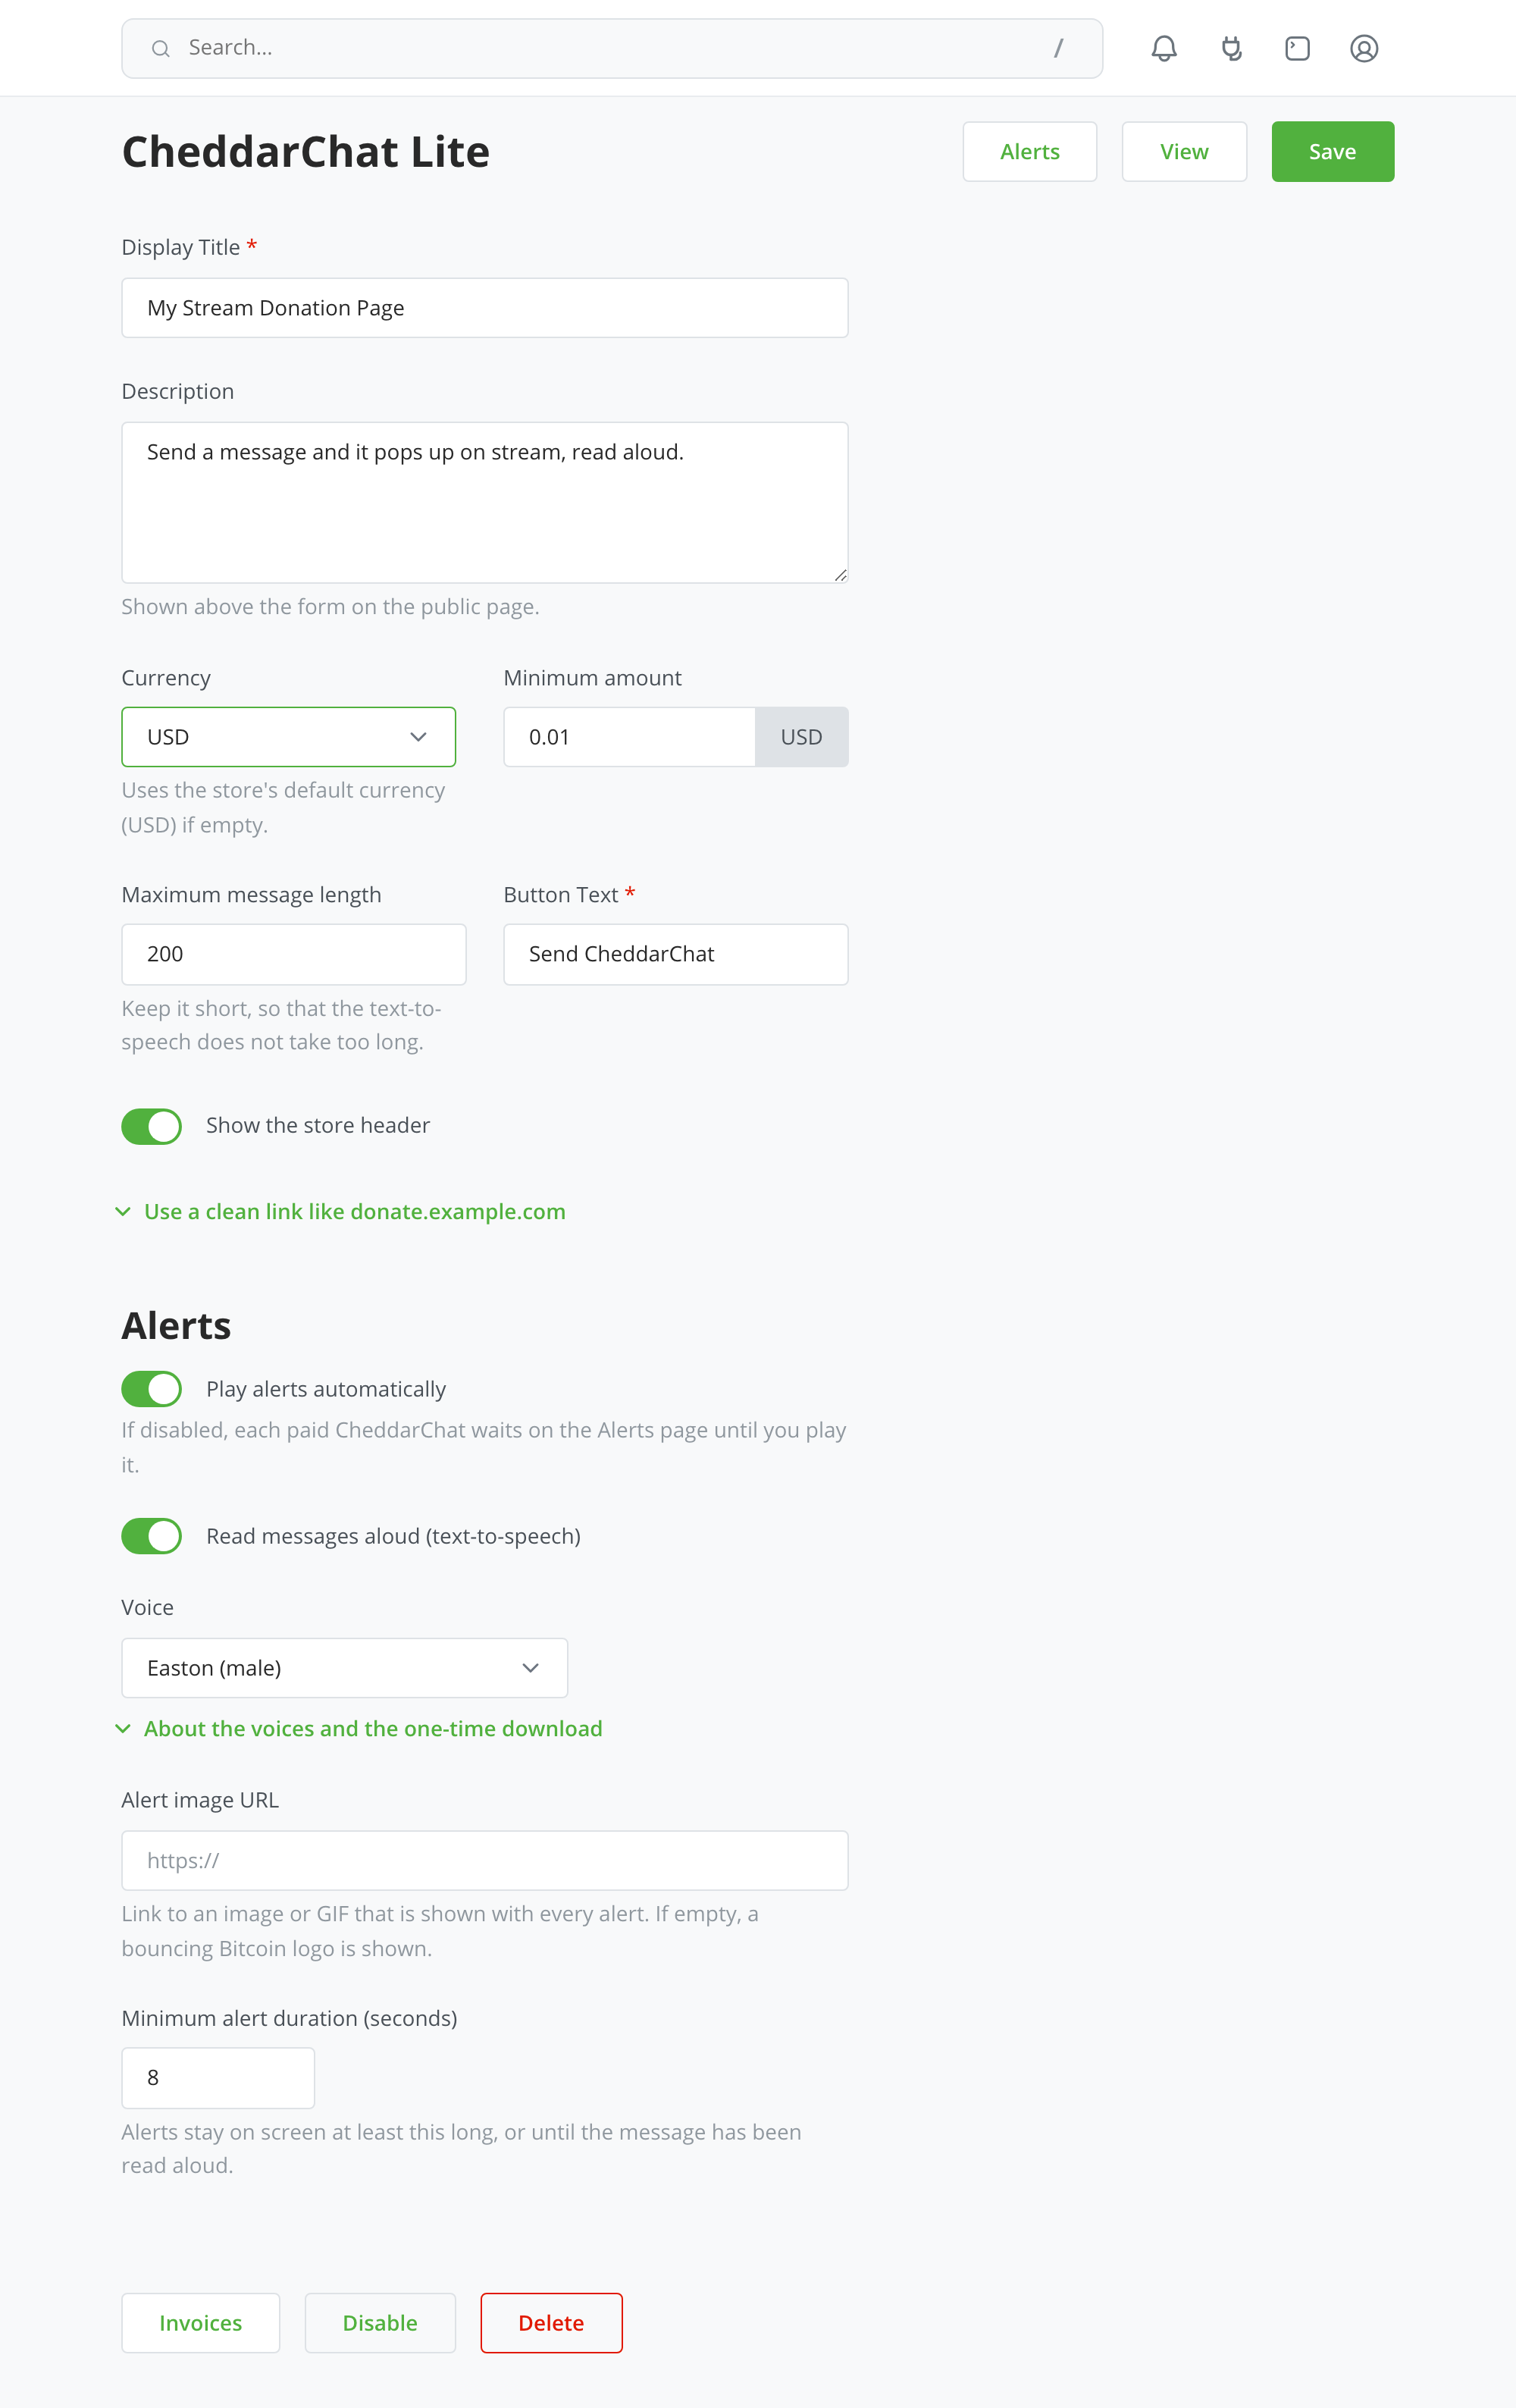 Search... /
CheddarChat Lite
Alerts
View
Save
Display Title *
My Stream Donation Page
Description
Send a message and it pops up on stream, read aloud.
Shown above the form on the public page.
Currency
USD
Uses the store's default currency
(USD) if empty.
Minimum amount
0.01 USD
Maximum message length
200
Keep it short, so that the text-to-
speech does not take too long.
Button Text *
Send CheddarChat
Show the store header
Use a clean link like donate.example.com
Alerts
Play alerts automatically
If disabled, each paid CheddarChat waits on the Alerts page until you play
it.
Read messages aloud (text-to-speech)
Voice
Easton (male)
About the voices and the one-time download
Alert image URL
https://
Link to an image or GIF that is shown with every alert. If empty, a
bouncing Bitcoin logo is shown.
Minimum alert duration (seconds)
8
Alerts stay on screen at least this long, or until the message has been
read aloud.
Invoices
Disable
Delete